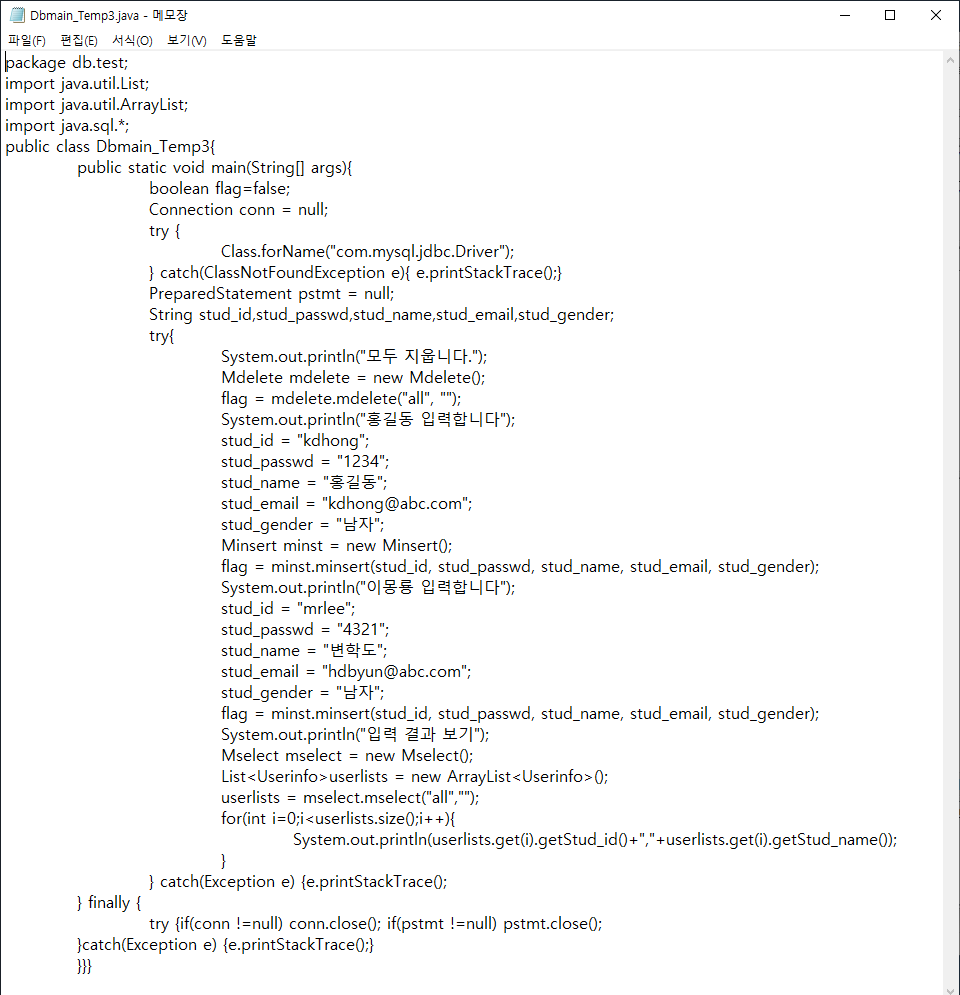 Dbmain_Temp3.java - 메모장
파일(F) 편집(E) 서식(O) 보기(V) 도움말
package db.test;
import java.util.List;
import java.util.ArrayList;
import java.sql.*;
public class Dbmain_Temp3{
public static void main(String[] args){
boolean flag=false;
Connection conn = null;
try {
Class.forName("com.mysql.jdbc.Driver");
} catch(ClassNotFoundException e){ e.printStackTrace();}
PreparedStatement pstmt = null;
String stud_id,stud_passwd,stud_name,stud_email,stud_gender;
try{
System.out.println("모두 지웁니다.");
Mdelete mdelete = new Mdelete();
flag = mdelete.mdelete("all", "");
System.out.println("홍길동 입력합니다");
stud_id = "kdhong";
stud_passwd = "1234";
stud_name = "홍길동";
stud_email = "kdhong@abc.com";
stud_gender = "남자";
Minsert minst = new Minsert();
flag = minst.minsert(stud_id, stud_passwd, stud_name, stud_email, stud_gender);
System.out.println("이몽룡 입력합니다");
stud_id = "mrlee";
stud_passwd = "4321";
stud_name = "변학도";
stud_email = "hdbyun@abc.com";
stud_gender = "남자";
flag = minst.minsert(stud_id, stud_passwd, stud_name, stud_email, stud_gender);
System.out.println("입력 결과 보기");
Mselect mselect = new Mselect();
List<Userinfo>userlists = new ArrayList<Userinfo>();
userlists = mselect.mselect("all","");
for(int i=0;i<userlists.size();i++){
System.out.println(userlists.get(i).getStud_id()+","+userlists.get(i).getStud_name());
}
} catch(Exception e) {e.printStackTrace();
} finally {
try {if(conn !=null) conn.close(); if(pstmt !=null) pstmt.close();
}catch(Exception e) {e.printStackTrace();}
}}}